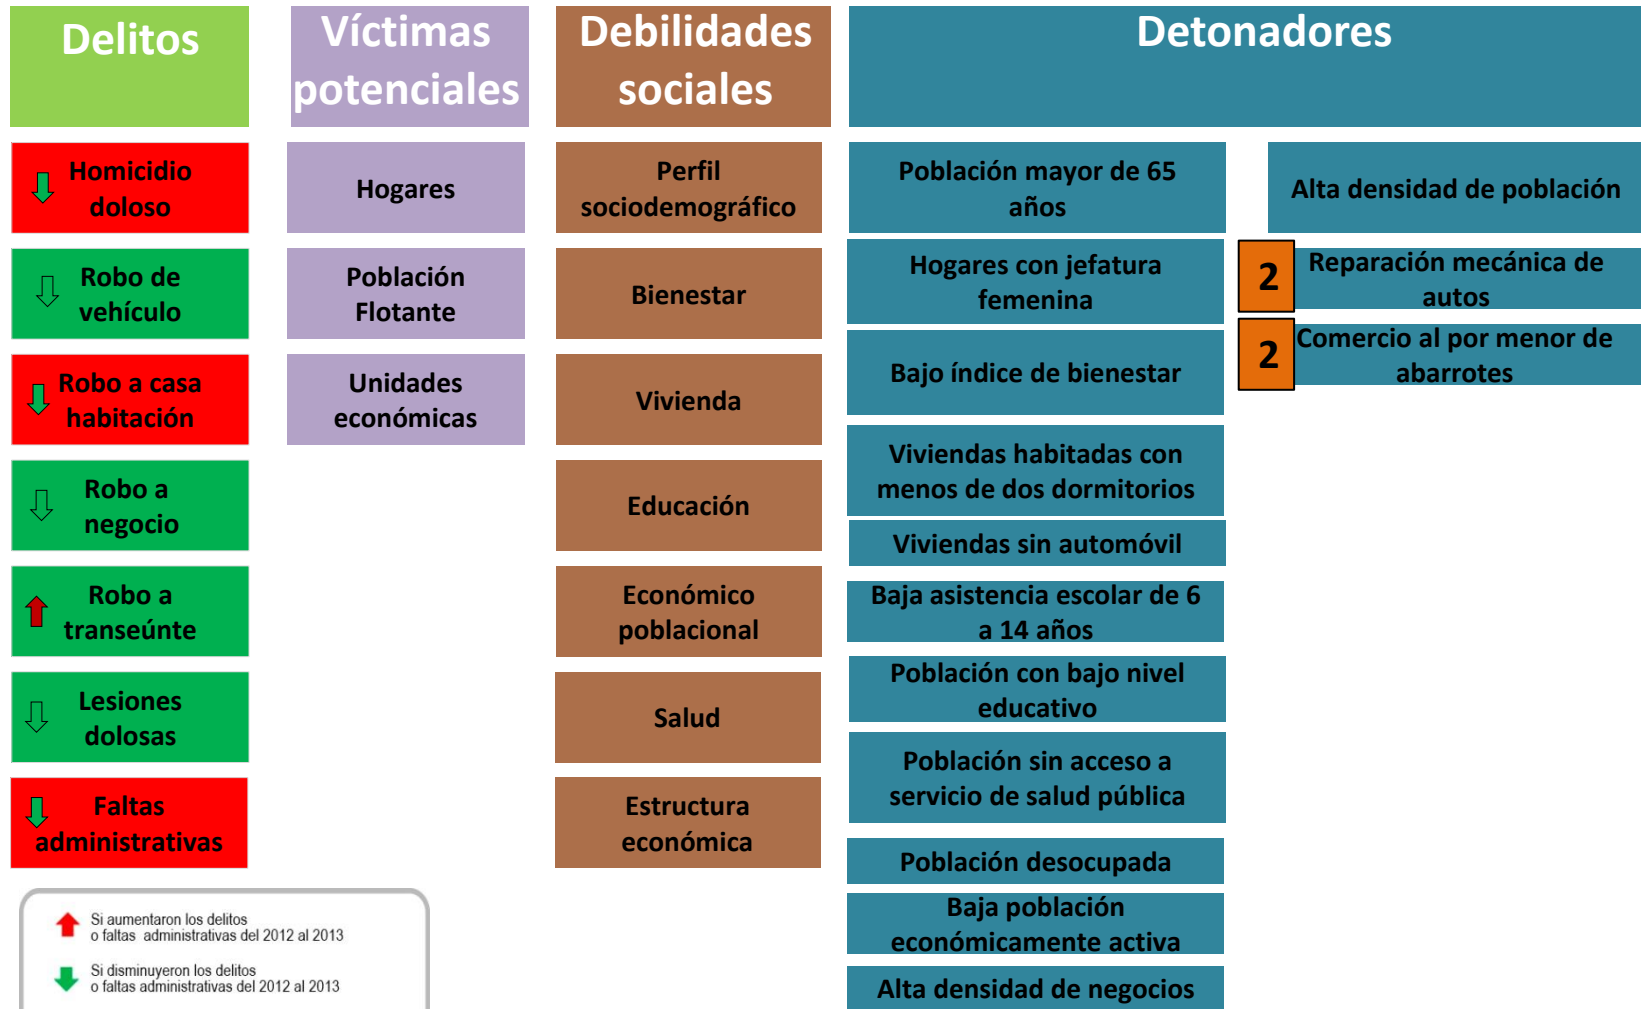 Delitos
Víctimas
potenciales
Debilidades
sociales
Detonadores
Homicidio
doloso
Robo de
vehículo
Robo a casa
habitación
Robo a
negocio
Robo a
transeúnte
Lesiones
dolosas
Faltas
administrativas
Hogares
Población
Flotante
Unidades
económicas
Perfil
sociodemográfico
Bienestar
Vivienda
Educación
Económico
poblacional
Salud
Estructura
económica
Población mayor de 65
años
Hogares con jefatura
femenina
Bajo índice de bienestar
Viviendas habitadas con
menos de dos dormitorios
Viviendas sin automóvil
Baja asistencia escolar de 6
a 14 años
Población con bajo nivel
educativo
Población sin acceso a
servicio de salud pública
Población desocupada
Baja población
económicamente activa
Alta densidad de negocios
Alta densidad de población
2
Reparación mecánica de
autos
2
Comercio al por menor de
abarrotes
Si aumentaron los delitos
o faltas administrativas del 2012 al 2013
Si disminuyeron los delitos
o faltas administrativas del 2012 al 2013